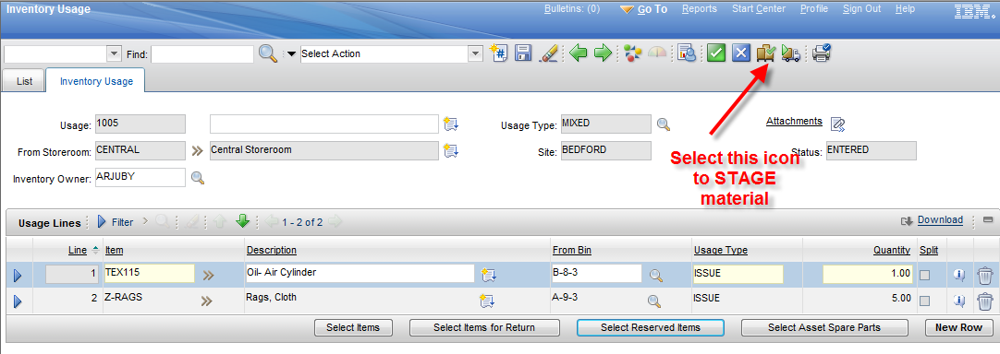 Inventory Usage Bulletins: (0) Go To Reports Start Center Profile Sign Out Help IBM.
Find: Select Action
List Inventory Usage
Usage: 1005 Usage Type: MIXED Attachments
From Storeroom: CENTRAL Central Storeroom Site: BEDFORD Status: ENTERED
Inventory Owner: ARJUBY
Select this icon
to STAGE
material
Usage Lines Filter 1 - 2 of 2 Download
Line Item Description From Bin Usage Type Quantity Split
1 TEX115 Oil- Air Cylinder B-8-3 ISSUE 1.00
2 Z-RAGS Rags, Cloth A-9-3 ISSUE 5.00
Select Items Select Items for Return Select Reserved Items Select Asset Spare Parts New Row